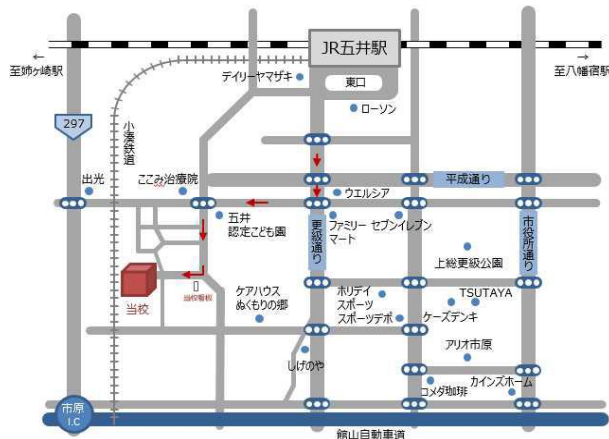 JR五井駅
東口
←
至姉ヶ崎駅
→
至八幡宿駅
デイリーヤマザキ
ローソン
297
小湊鉄道
出光
ここみ治療院
ウエルシア
平成通り
五井
認定こども園
更級通り
ファミリー
マート
セブンイレブン
市役所通り
上総更級公園
当校
当校看板
ケアハウス
ぬくもりの郷
ホリデイ
スポーツ
スポーツデポ
TSUTAYA
ケーズデンキ
アリオ市原
しげのや
コメダ珈琲
カインズホーム
市原
I.C
館山自動車道